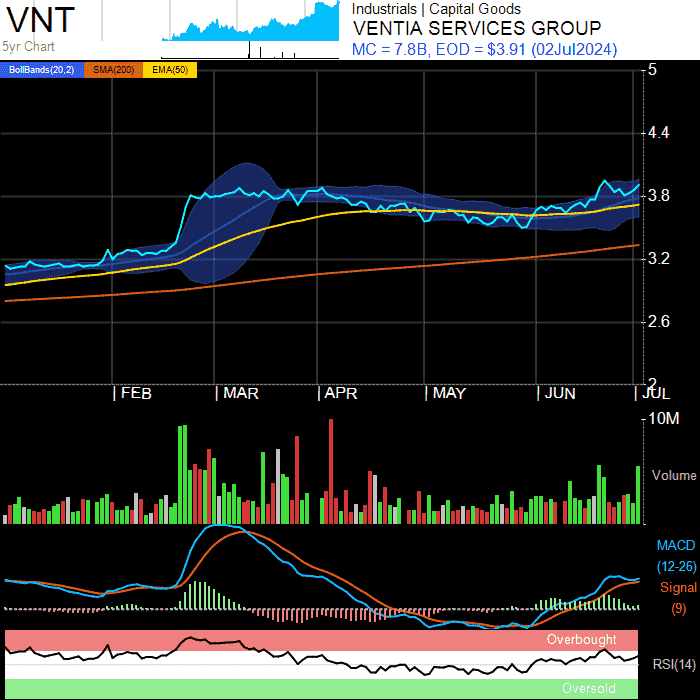 VNT
5yr Chart
Industrials | Capital Goods
VENTIA SERVICES GROUP
MC = 7.8B, EOD = $3.91 (02Jul2024)
BollBands(20,2) SMA(200) EMA(50)
5
4.4
3.8
3.2
2.6
2
FEB MAR APR MAY JUN JUL
10M
Volume
MACD
(12-26)
Signal
(9)
Overbought
RSI(14)
Oversold